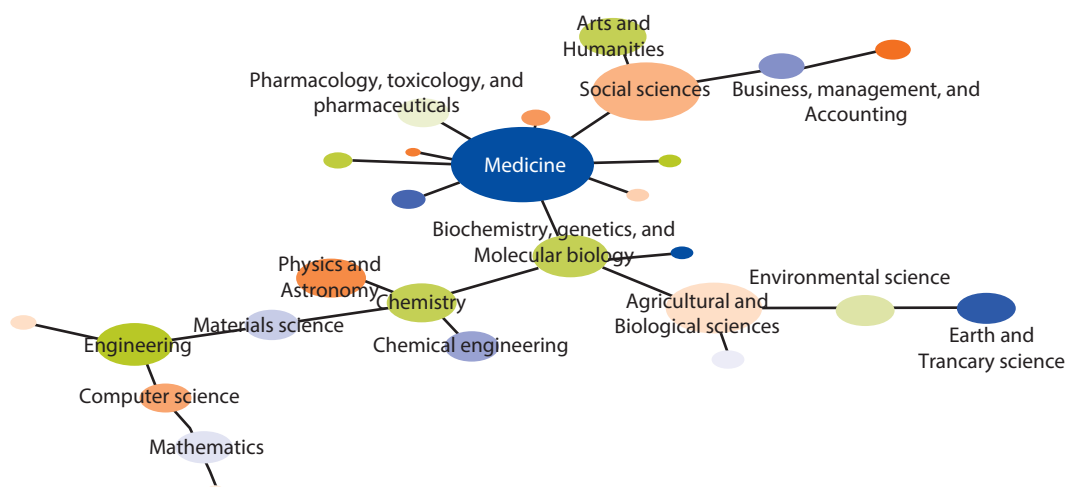 Arts and
Humanities
Pharmacology, toxicology, and
pharmaceuticals
Social sciences
Business, management, and
Accounting
Medicine
Biochemistry, genetics, and
Molecular biology
Physics and
Astronomy
Chemistry
Environmental science
Agricultural and
Biological sciences
Materials science
Engineering
Chemical engineering
Earth and
Trancary science
Computer science
Mathematics